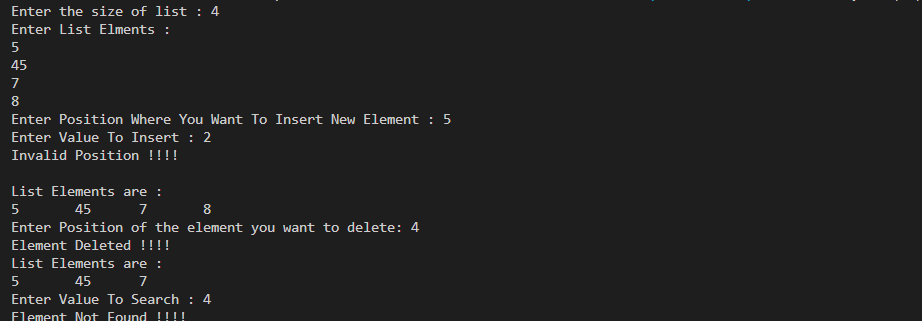 Enter the size of list : 4
Enter List Elments :
5
45
7
8
Enter Position Where You Want To Insert New Element : 5
Enter Value To Insert : 2
Invalid Position !!!!
List Elements are :
5 45 7 8
Enter Position of the element you want to delete: 4
Element Deleted !!!!
List Elements are :
5 45 7
Enter Value To Search : 4
Element Not Found !!!!